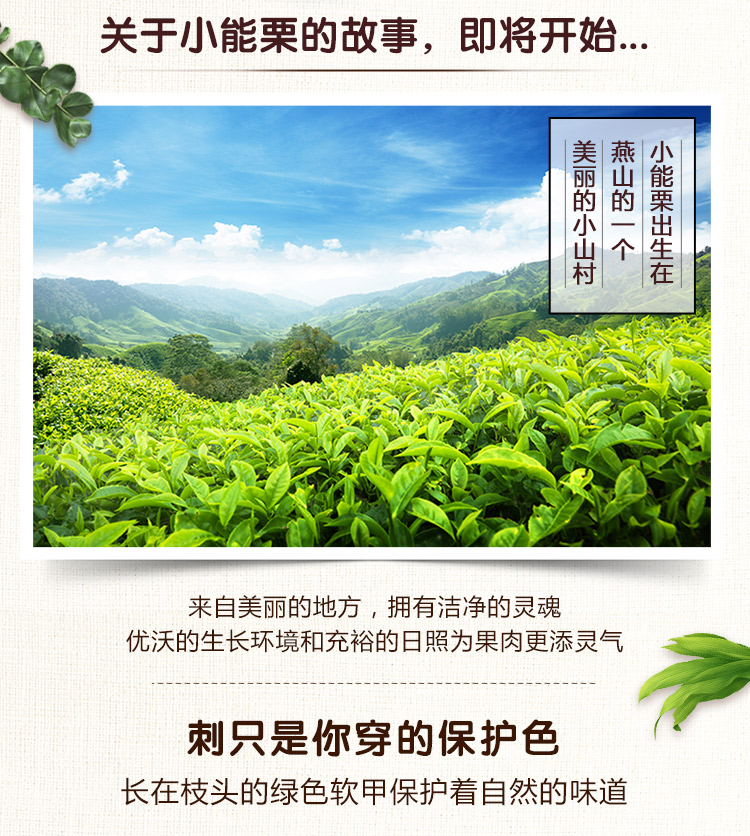 关于小能栗的故事，即将开始...
小能栗出生在
燕山的一个
美丽的小山村
来自美丽的地方，拥有洁净的灵魂
优沃的生长环境和充裕的日照为果肉更添灵气
刺只是你穿的保护色
长在枝头的绿色软甲保护着自然的味道